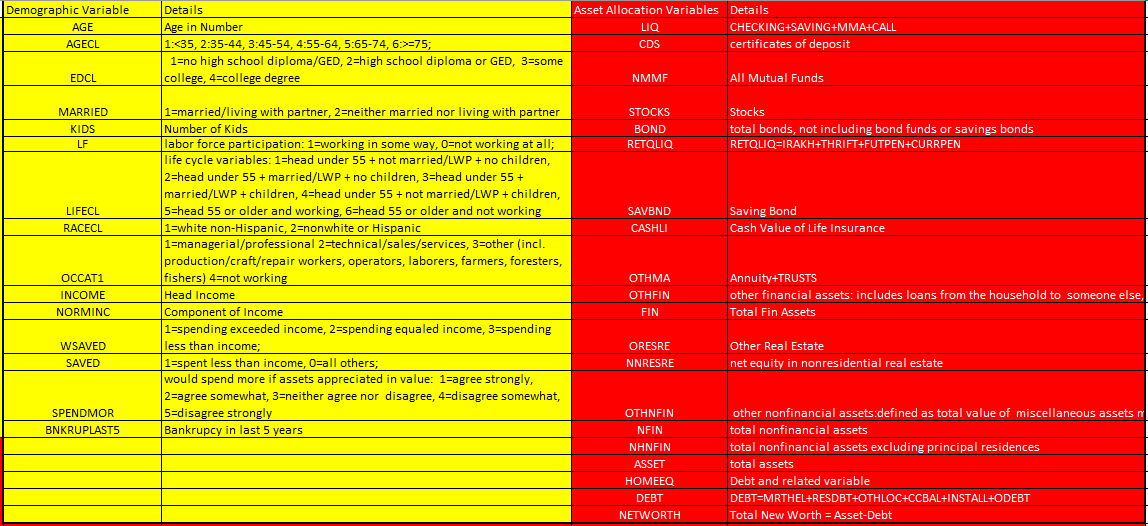 Demographic Variable Details Asset Allocation Variables Details
AGE Age in Number LIQ CHECKING+SAVING+MMA+CALL
AGECL 1:<35, 2:35-44, 3:45-54, 4:55-64, 5:65-74, 6:>=75; CDS certificates of deposit
1=no high school diploma/GED, 2=high school diploma or GED, 3=some
EDCL college, 4=college degree NMMF All Mutual Funds
MARRIED 1=married/living with partner, 2=neither married nor living with partner STOCKS Stocks
KIDS Number of Kids BOND total bonds, not including bond funds or savings bonds
LF labor force participation: 1=working in some way, 0=not working at all; RETQLIQ RETQLIQ=IRAKH+THRIFT+FUTPEN+CURRPEN
life cycle variables: 1=head under 55 + not married/LWP + no children,
2=head under 55 + married/LWP + no children, 3=head under 55 +
married/LWP + children, 4=head under 55 + not married/LWP + children,
LIFECL 5=head 55 or older and working, 6=head 55 or older and not working SAVBND Saving Bond
RACECL 1=white non-Hispanic, 2=nonwhite or Hispanic CASHLI Cash Value of Life Insurance
1=managerial/professional 2=technical/sales/services, 3=other (incl.
production/craft/repair workers, operators, laborers, farmers, foresters,
OCCAT1 fishers) 4=not working OTHMA Annuity+TRUSTS
INCOME Head Income OTHFIN other financial assets: includes loans from the household to someone else,
NORMINC Component of Income FIN Total Fin Assets
1=spending exceeded income, 2=spending equaled income, 3=spending
WSAVED less than income; ORESRE Other Real Estate
SAVED 1=spent less than income, 0=all others; NNRESRE net equity in nonresidential real estate
would spend more if assets appreciated in value: 1=agree strongly,
2=agree somewhat, 3=neither agree nor disagree, 4=disagree somewhat,
SPENDMOR 5=disagree strongly OTHNFIN other nonfinancial assets:defined as total value of miscellaneous assets m
BNKRUPLAST5 Bankrupcy in last 5 years NFIN total nonfinancial assets
NHNFIN total nonfinancial assets excluding principal residences
ASSET total assets
HOMEEQ Debt and related variable
DEBT DEBT=MRTHEL+RESDBT+OTHLOC+CCBAL+INSTALL+ODEBT
NETWORTH Total New Worth = Asset-Debt